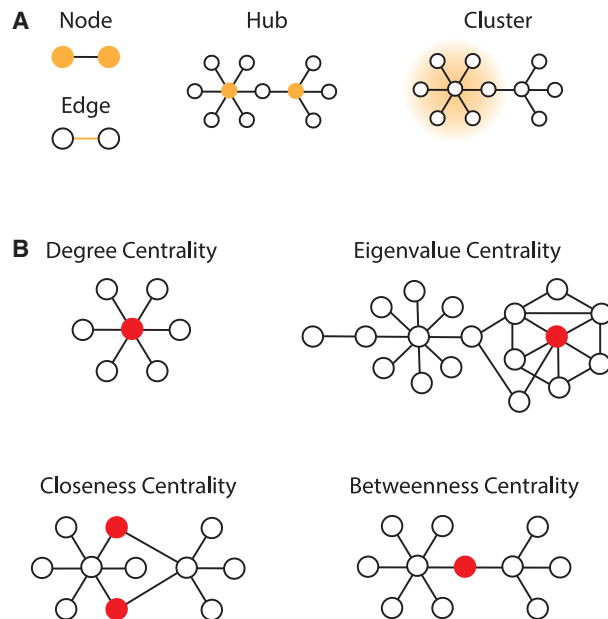 A
Node
Hub
Cluster
Edge
B
Degree Centrality
Eigenvalue Centrality
Closeness Centrality
Betweenness Centrality